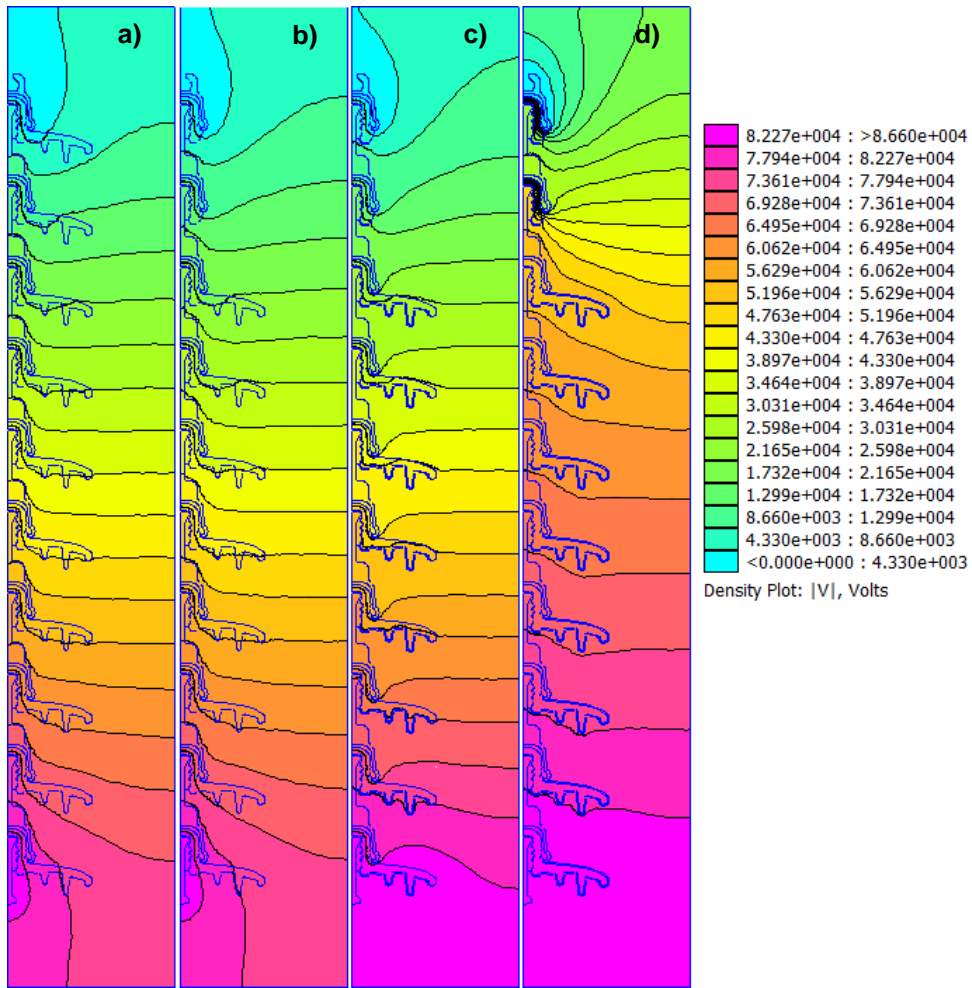 a) b) c) d)
8.227e+004 : >8.660e+004
7.794e+004 : 8.227e+004
7.361e+004 : 7.794e+004
6.928e+004 : 7.361e+004
6.495e+004 : 6.928e+004
6.062e+004 : 6.495e+004
5.629e+004 : 6.062e+004
5.196e+004 : 5.629e+004
4.763e+004 : 5.196e+004
4.330e+004 : 4.763e+004
3.897e+004 : 4.330e+004
3.464e+004 : 3.897e+004
3.031e+004 : 3.464e+004
2.598e+004 : 3.031e+004
2.165e+004 : 2.598e+004
1.732e+004 : 2.165e+004
1.299e+004 : 1.732e+004
8.660e+003 : 1.299e+004
4.330e+003 : 8.660e+003
<0.000e+000 : 4.330e+003
Density Plot: |V|, Volts